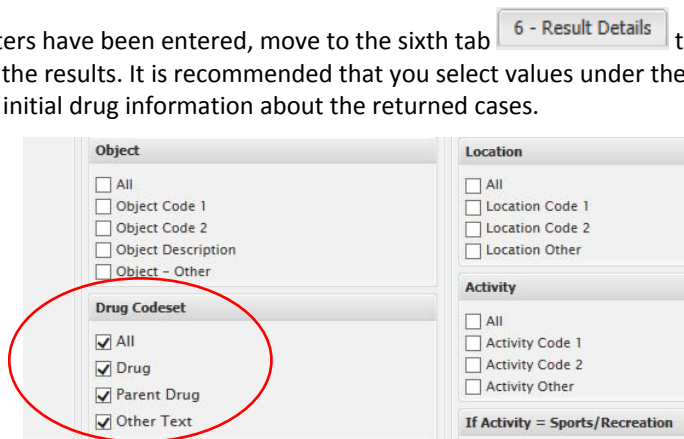 ters have been entered, move to the sixth tab 6 - Result Details t
the results. It is recommended that you select values under the
initial drug information about the returned cases.
Object
All
Object Code 1
Object Code 2
Object Description
Object - Other
Drug Codeset
All
Drug
Parent Drug
Other Text
Location
All
Location Code 1
Location Code 2
Location Other
Activity
All
Activity Code 1
Activity Code 2
Activity Other
If Activity = Sports/Recreation